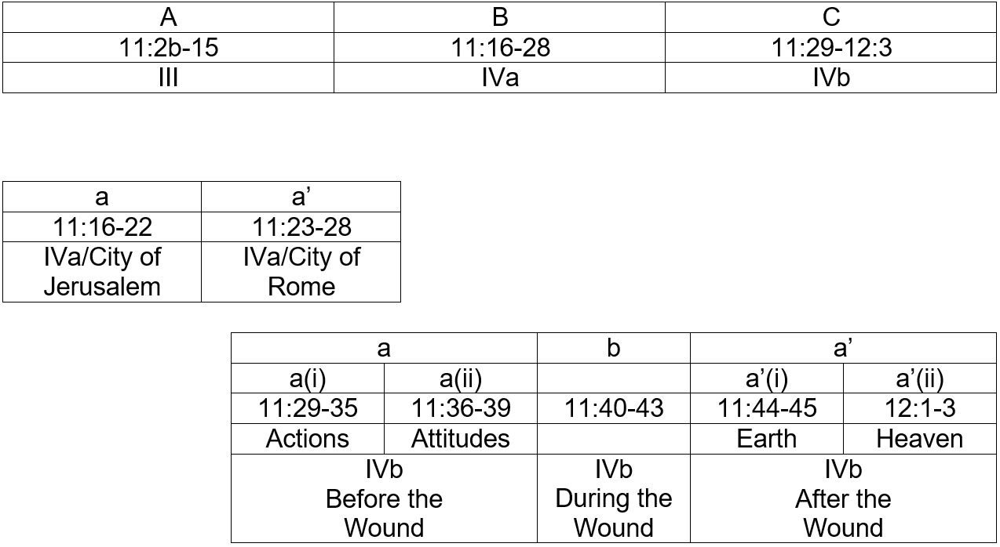 A B C
11:2b-15 11:16-28 11:29-12:3
III IVa IVb
a a’
11:16-22 11:23-28
IVa/City of IVa/City of
Jerusalem Rome
a b a’
a(i) a(ii) a’(i) a’(ii)
11:29-35 11:36-39 11:40-43 11:44-45 12:1-3
Actions Attitudes Earth Heaven
IVb IVb IVb
Before the During the After the
Wound Wound Wound